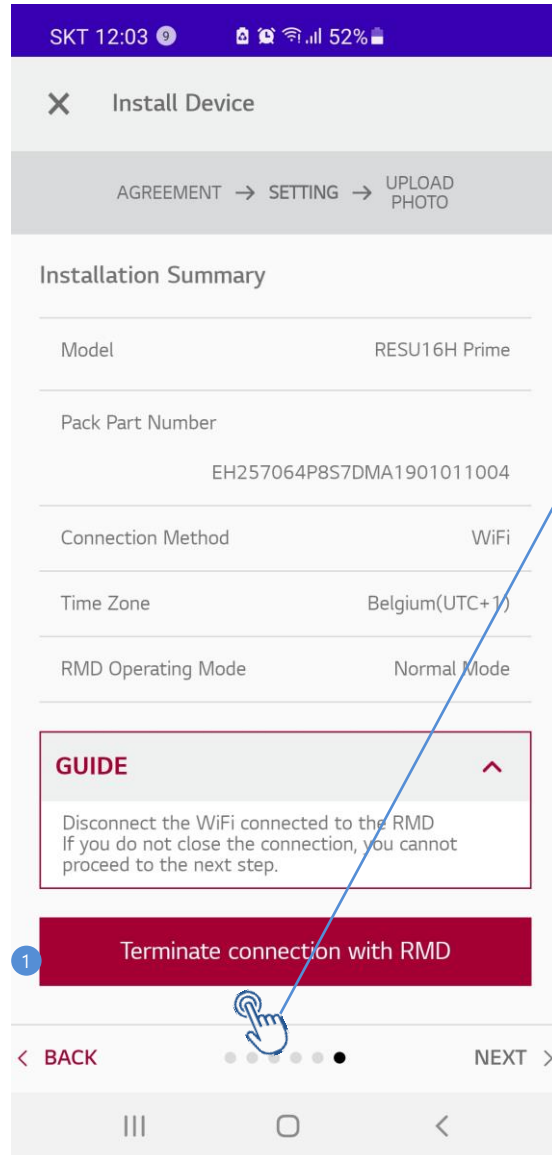 SKT 12:03 9 52%
Install Device
AGREEMENT → SETTING → UPLOAD PHOTO
Installation Summary
Model RESU16H Prime
Pack Part Number
EH257064P8S7DMA1901011004
Connection Method WiFi
Time Zone Belgium(UTC+1)
RMD Operating Mode Normal Mode
GUIDE
Disconnect the WiFi connected to the RMD
If you do not close the connection, you cannot
proceed to the next step.
1 Terminate connection with RMD
< BACK NEXT >